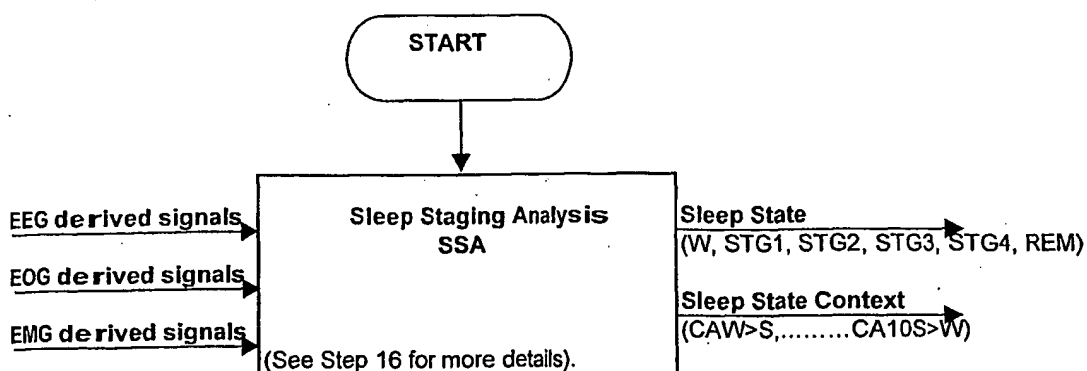 START
EEG derived signals
EOG derived signals
EMG derived signals
Sleep Staging Analysis
SSA
(See Step 16 for more details).
Sleep State
(W, STG1, STG2, STG3, STG4, REM)
Sleep State Context
(CAW>S,.........CA10S>W)